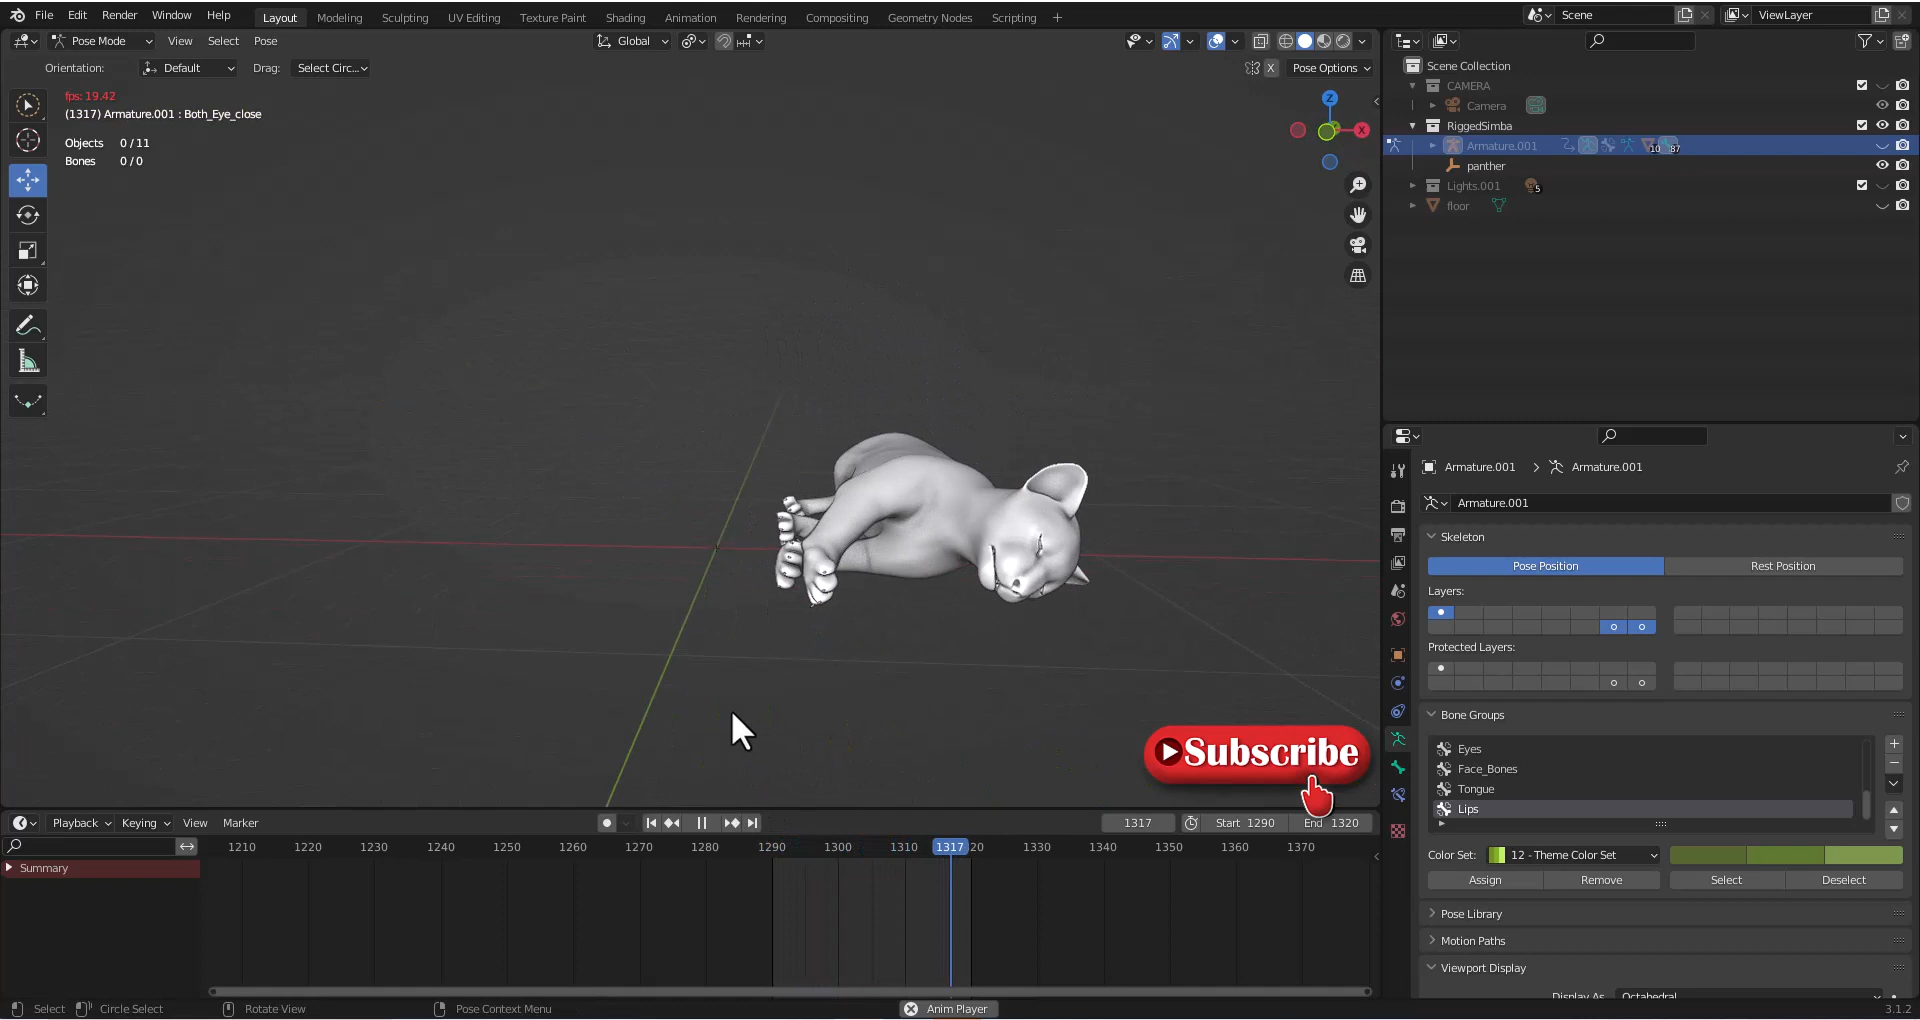 File Edit Render Window Help
Layout Modeling Sculpting UV Editing Texture Paint Shading Animation Rendering Compositing Geometry Nodes Scripting +
Scene
ViewLayer
Pose Mode View Select Pose
Global
Orientation: Default Drag: Select Circ...
X Pose Options
fps: 19.42
(1317) Armature.001 : Both_Eye_close
Objects 0/11
Bones 0/0
Z
X
Scene Collection
CAMERA
Camera
RiggedSimba
Armature.001 10 87
panther
Lights.001 5
floor
Armature.001 > Armature.001
Armature.001
Skeleton
Pose Position Rest Position
Layers:
Protected Layers:
Bone Groups
Eyes
Face_Bones
Tongue
Lips
Color Set: 12 - Theme Color Set
Assign Remove Select Deselect
Pose Library
Motion Paths
Viewport Display
Display As Octahedral
Subscribe
Playback Keying View Marker
1317 Start 1290 End 1320
1210 1220 1230 1240 1250 1260 1270 1280 1290 1300 1310 1317 20 1330 1340 1350 1360 1370
Summary
Select Circle Select Rotate View Pose Context Menu Anim Player 3.1.2